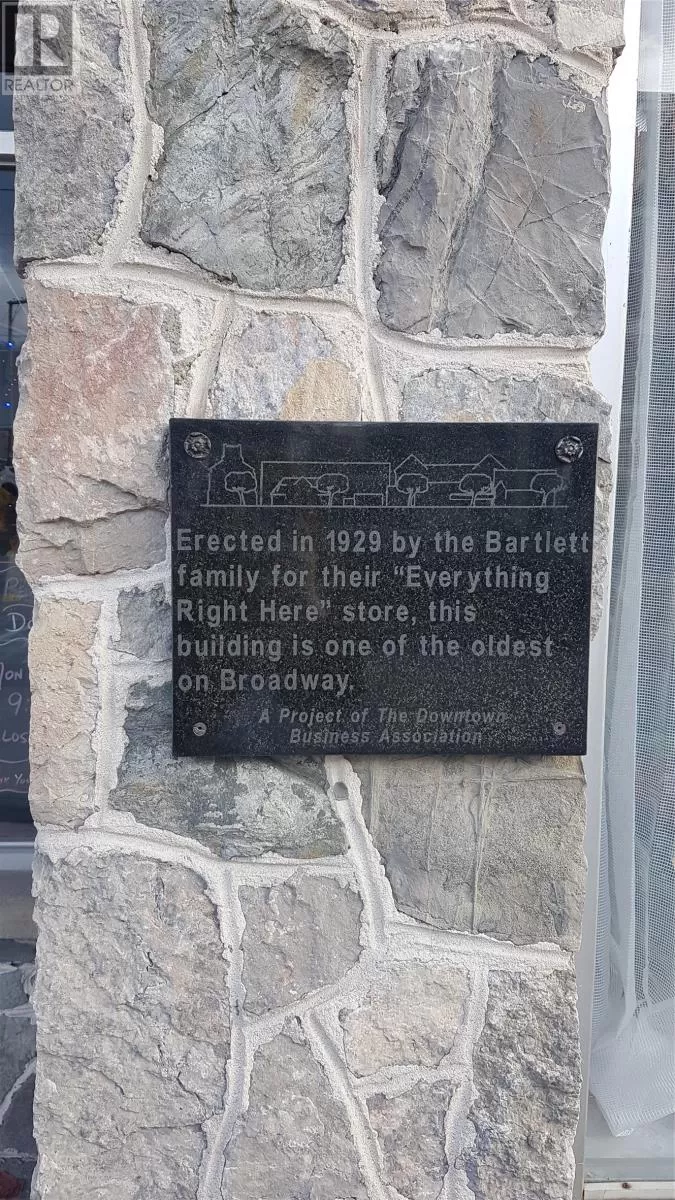 REALTOR
Erected in 1929 by the Bartlett
family for their “Everything
Right Here” store, this
building is one of the oldest
on Broadway.
A Project of The Downtown
Business Association